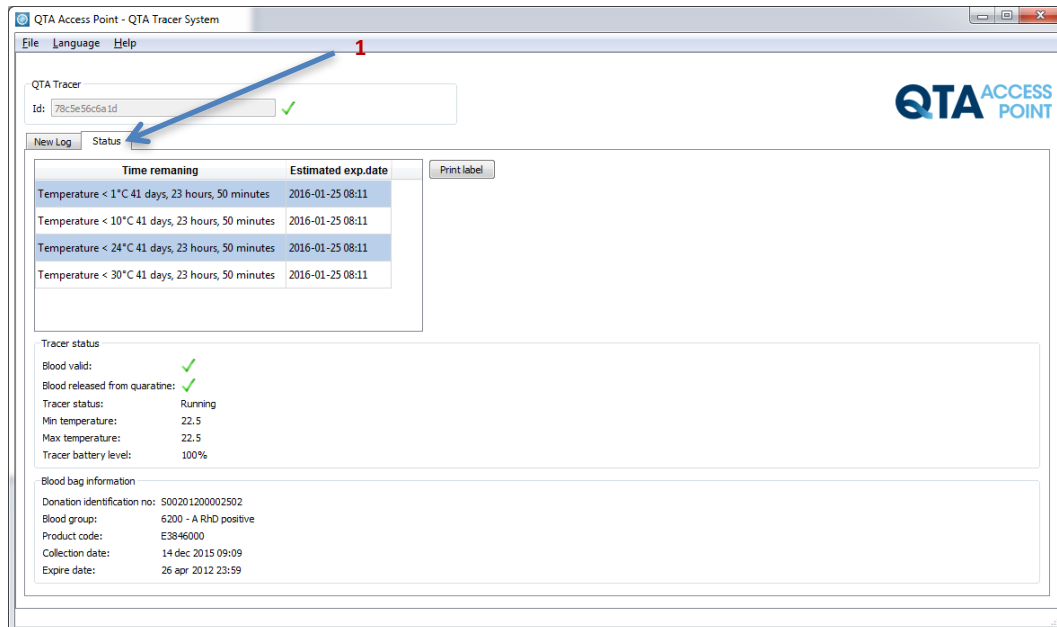 QTA Access Point - QTA Tracer System
File Language Help
1
QTA Tracer
Id: 78c5e56c6a1d
QTA ACCESS POINT
New Log Status
Time remaning Estimated exp.date Print label
Temperature < 1°C 41 days, 23 hours, 50 minutes 2016-01-25 08:11
Temperature < 10°C 41 days, 23 hours, 50 minutes 2016-01-25 08:11
Temperature < 24°C 41 days, 23 hours, 50 minutes 2016-01-25 08:11
Temperature < 30°C 41 days, 23 hours, 50 minutes 2016-01-25 08:11
Tracer status
Blood valid:
Blood released from quaratine:
Tracer status: Running
Min temperature: 22.5
Max temperature: 22.5
Tracer battery level: 100%
Blood bag information
Donation identification no: S00201200002502
Blood group: 6200 - A RhD positive
Product code: E3846000
Collection date: 14 dec 2015 09:09
Expire date: 26 apr 2012 23:59